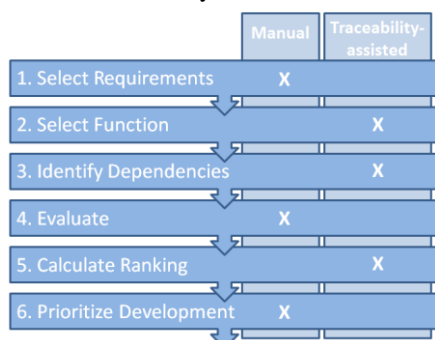 Manual
Traceability-
assisted
1. Select Requirements X
2. Select Function X
3. Identify Dependencies X
4. Evaluate X
5. Calculate Ranking X
6. Prioritize Development X